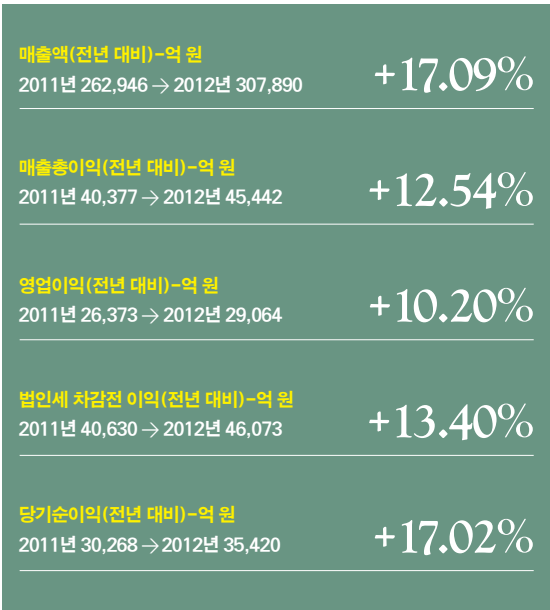 매출액(전년 대비)-억 원
2011년 262,946 → 2012년 307,890
+17.09%
매출총이익(전년 대비)-억 원
2011년 40,377 → 2012년 45,442
+12.54%
영업이익(전년 대비)-억 원
2011년 26,373 → 2012년 29,064
+10.20%
법인세 차감전 이익(전년 대비)-억 원
2011년 40,630 → 2012년 46,073
+13.40%
당기순이익(전년 대비)-억 원
2011년 30,268 → 2012년 35,420
+17.02%